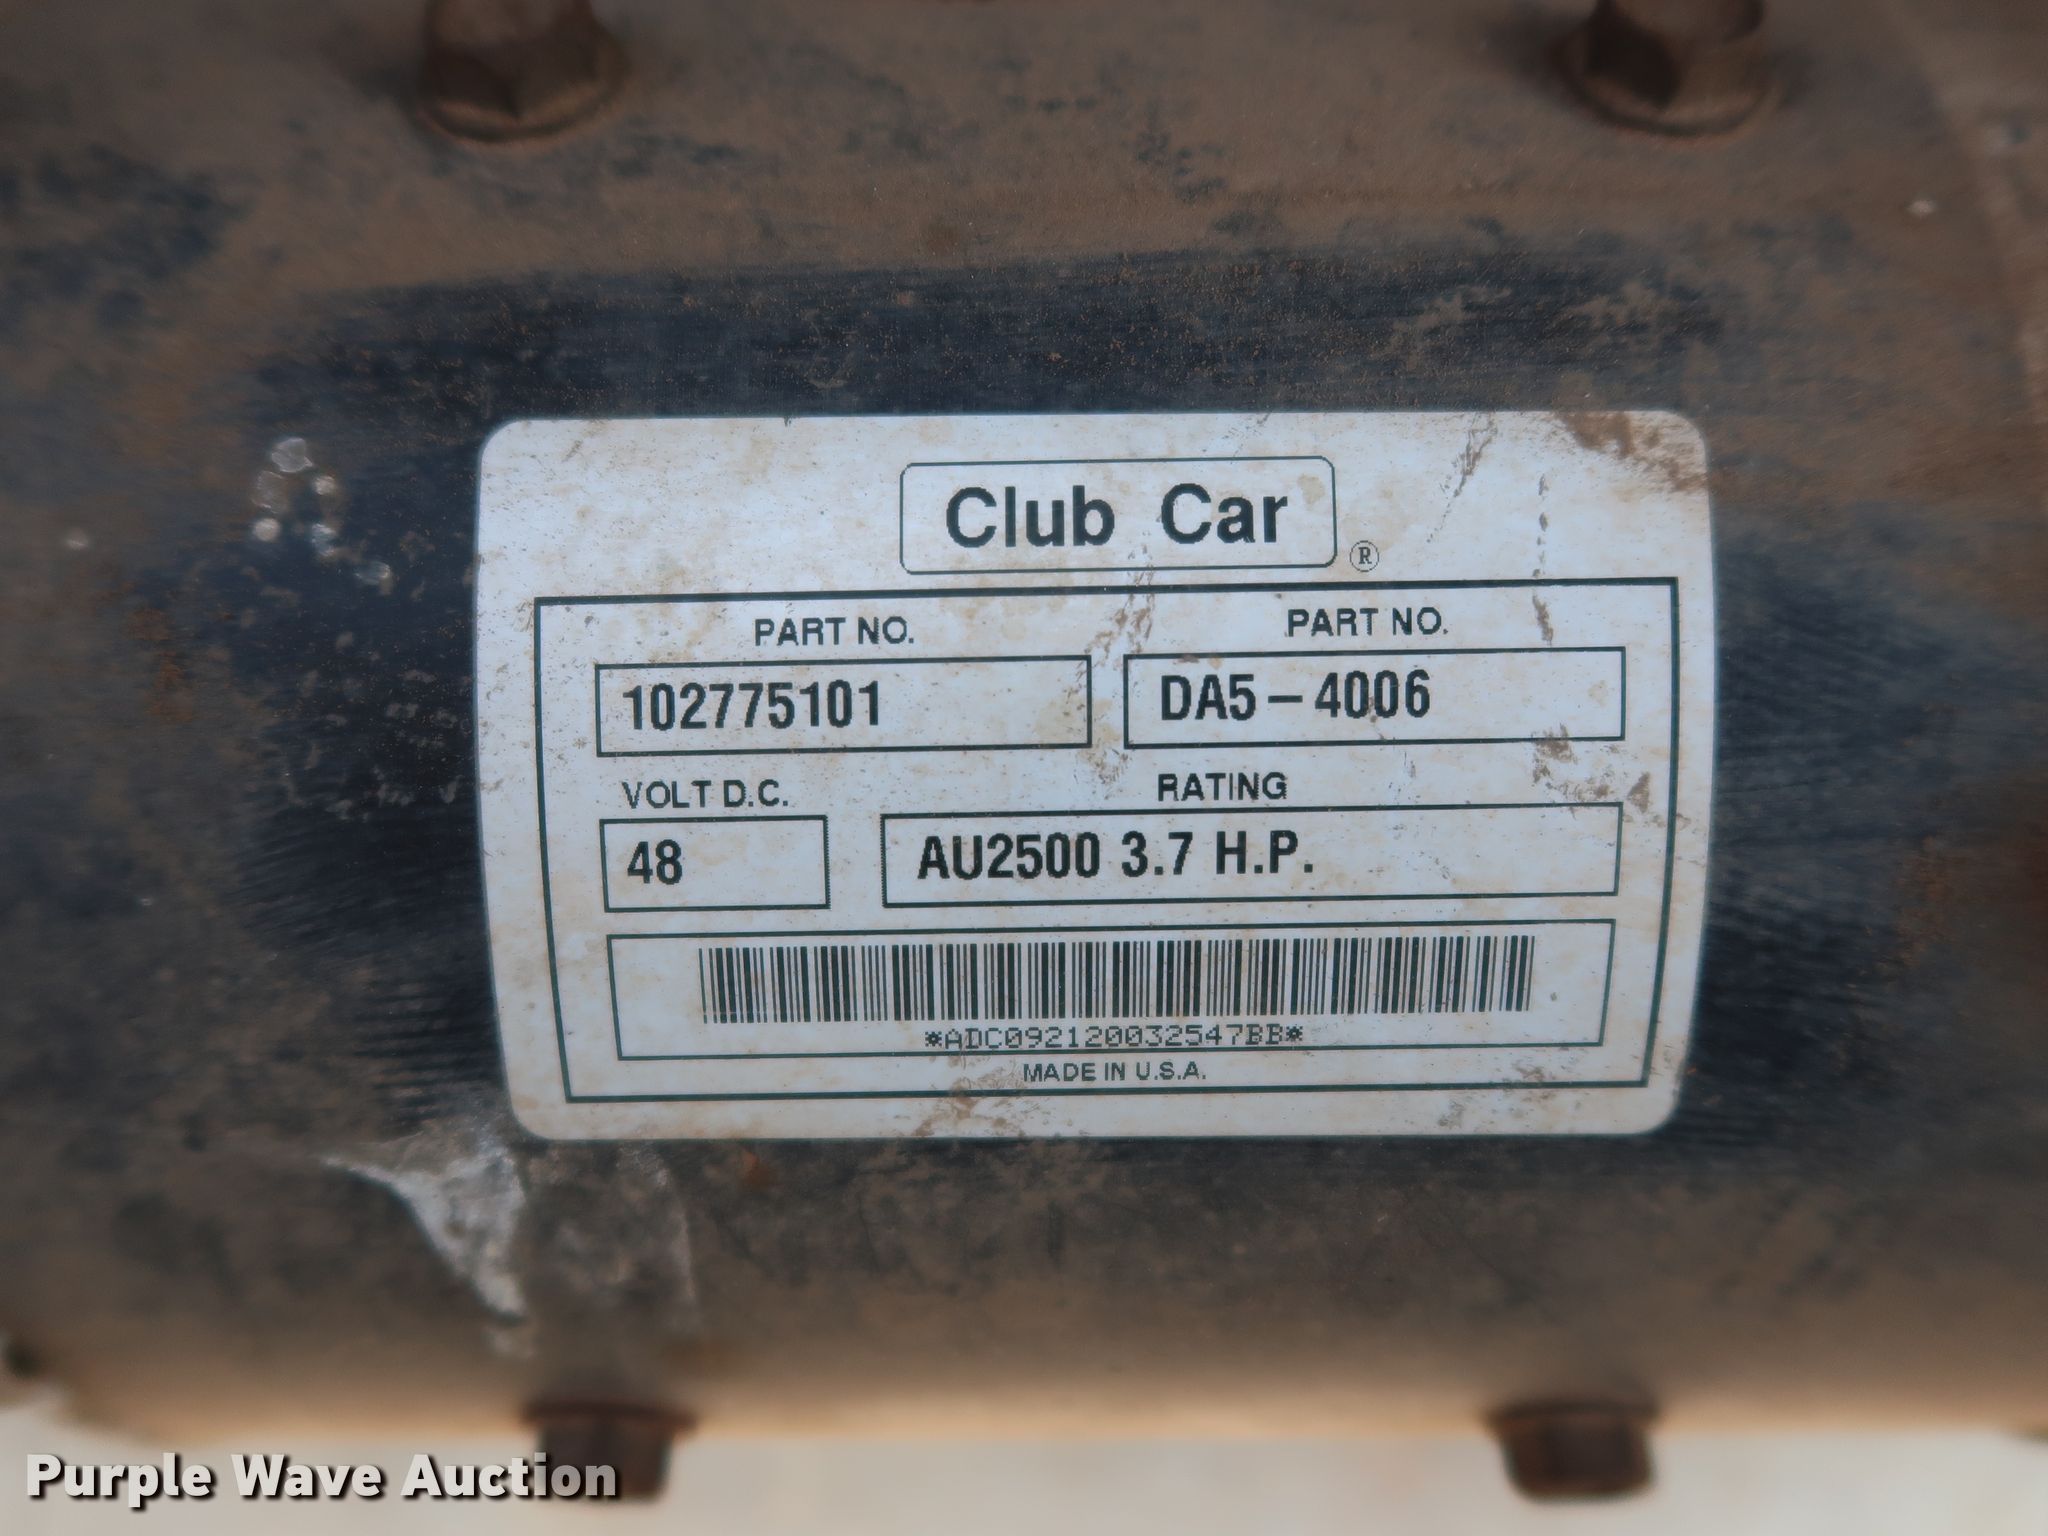 Club Car ®
PART NO. PART NO.
102775101 DA5-4006
VOLT D.C. RATING
48 AU2500 3.7 H.P.
*ADC092120032547BB*
MADE IN U.S.A.
Purple Wave Auction